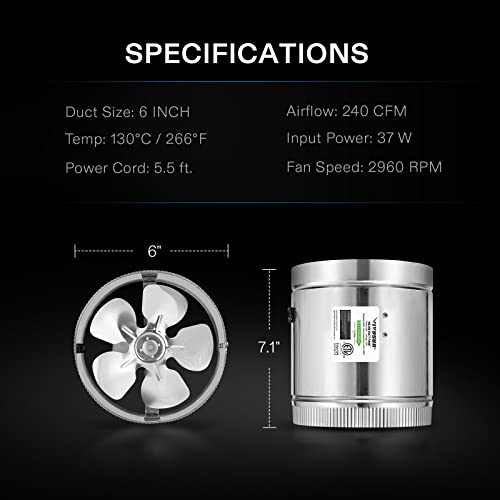 SPECIFICATIONS
Duct Size: 6 INCH
Temp: 130°C / 266°F
Power Cord: 5.5 ft.
Airflow: 240 CFM
Input Power: 37 W
Fan Speed: 2960 RPM
6"
7.1"
VIVOSUN